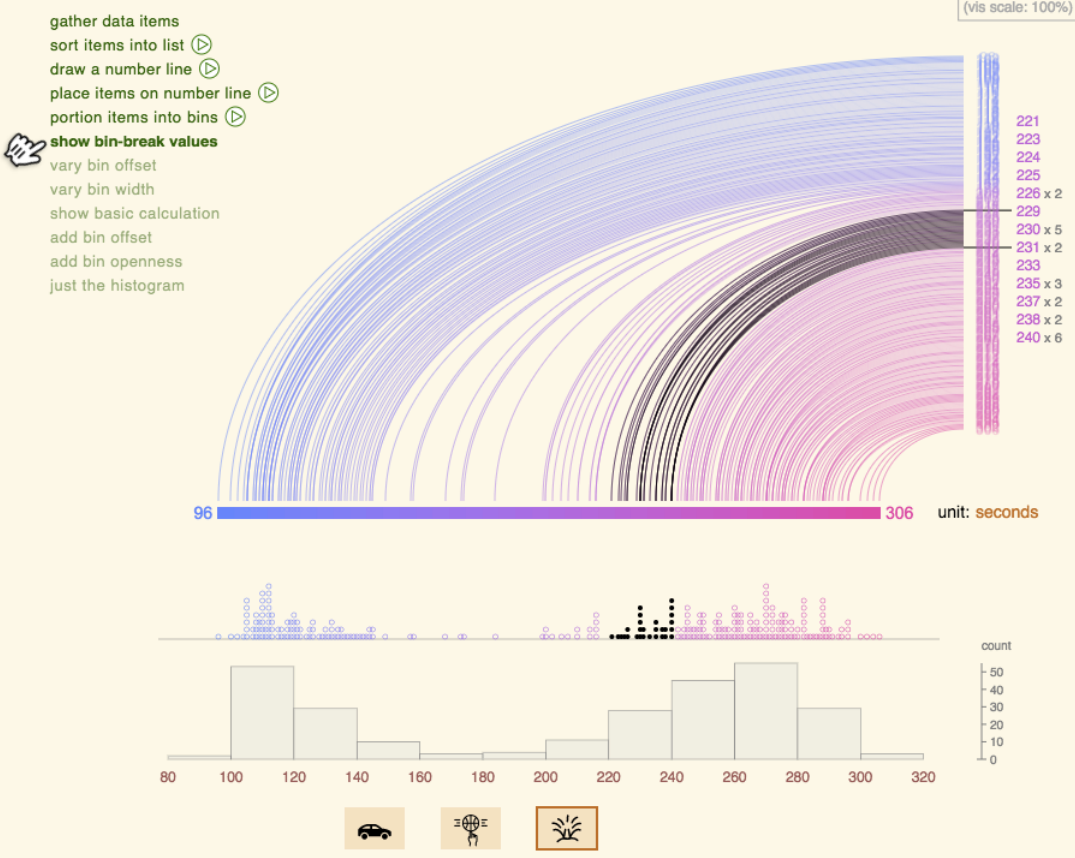 (vis scale: 100%)
gather data items
sort items into list
draw a number line
place items on number line
portion items into bins
show bin-break values
vary bin offset
vary bin width
show basic calculation
add bin offset
add bin openness
just the histogram
221
223
224
225
226 x 2
229
230 x 5
231 x 2
233
235 x 3
237 x 2
238 x 2
240 x 6
96
306
unit: seconds
count
50
40
30
20
10
0
80 100 120 140 160 180 200 220 240 260 280 300 320